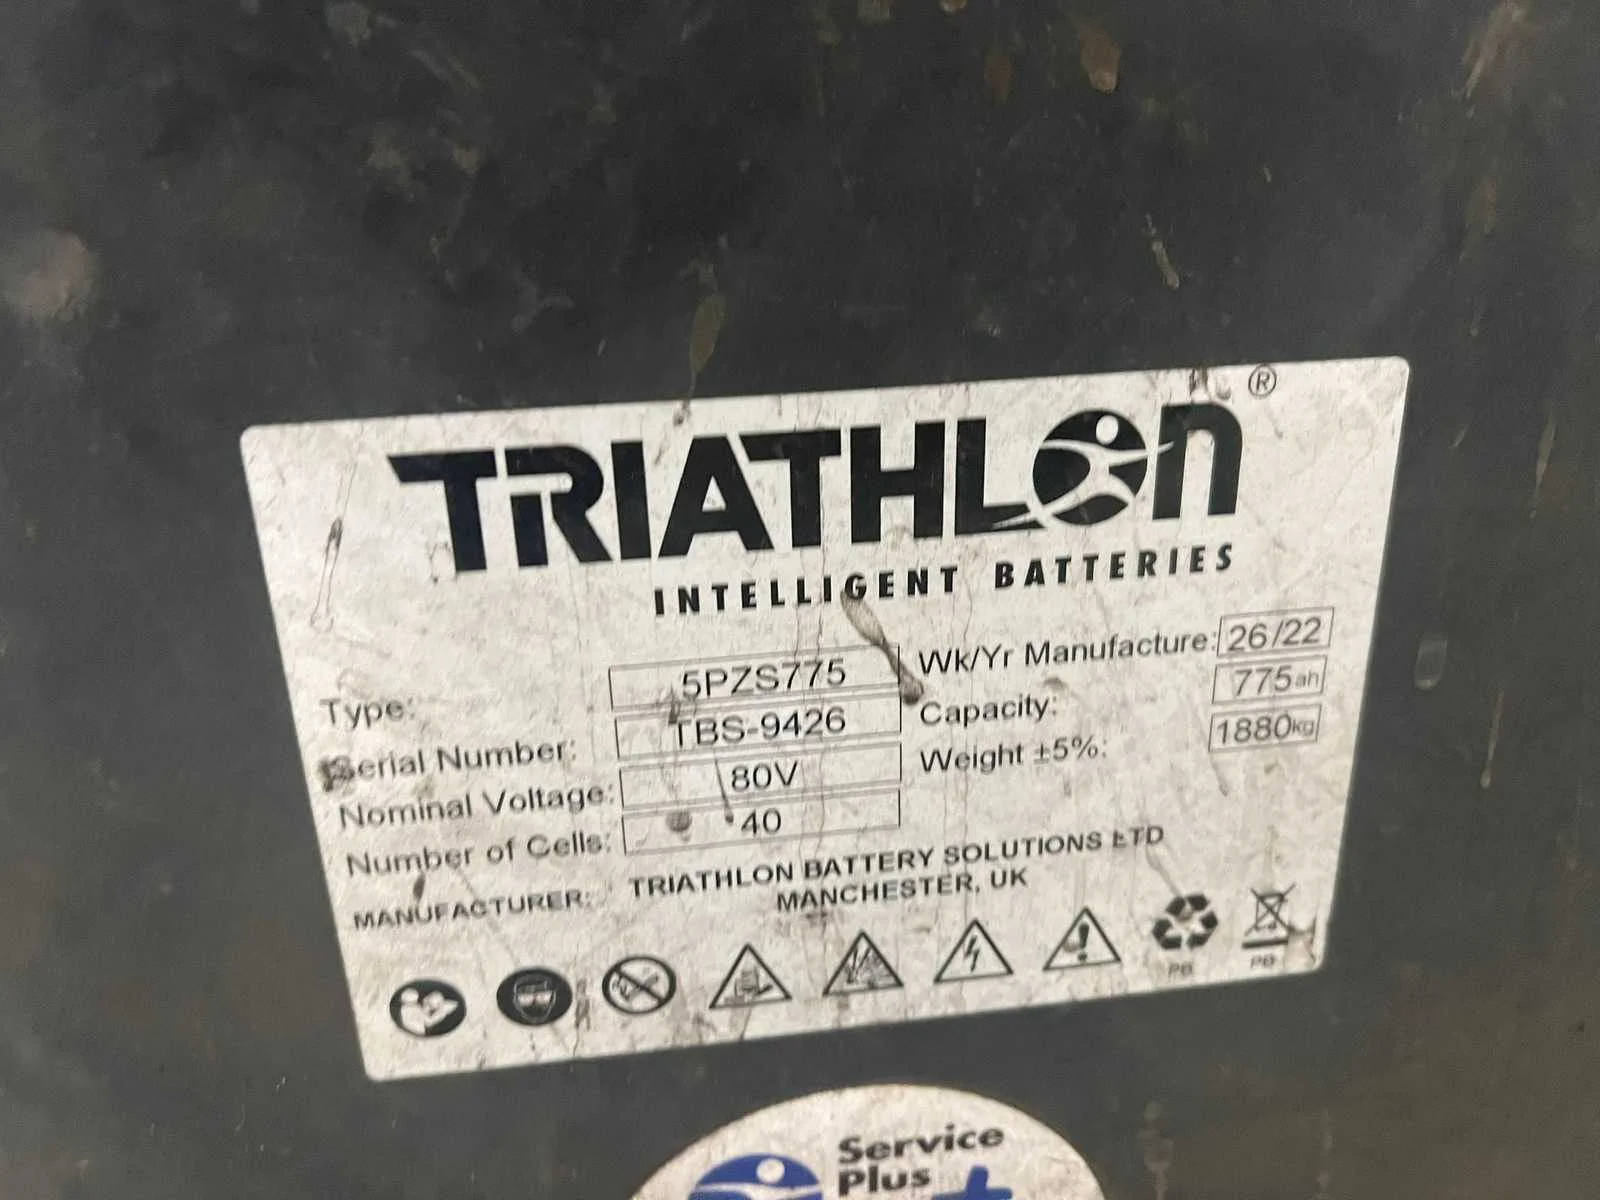 TRIATHLON ®
INTELLIGENT BATTERIES
Type: 5PZS775 Wk/Yr Manufacture: 26/22
Serial Number: TBS-9426 Capacity: 775ah
Nominal Voltage: 80V Weight ±5%: 1880kg
Number of Cells: 40
MANUFACTURER: TRIATHLON BATTERY SOLUTIONS LTD
MANCHESTER, UK
PB PB
Service
Plus